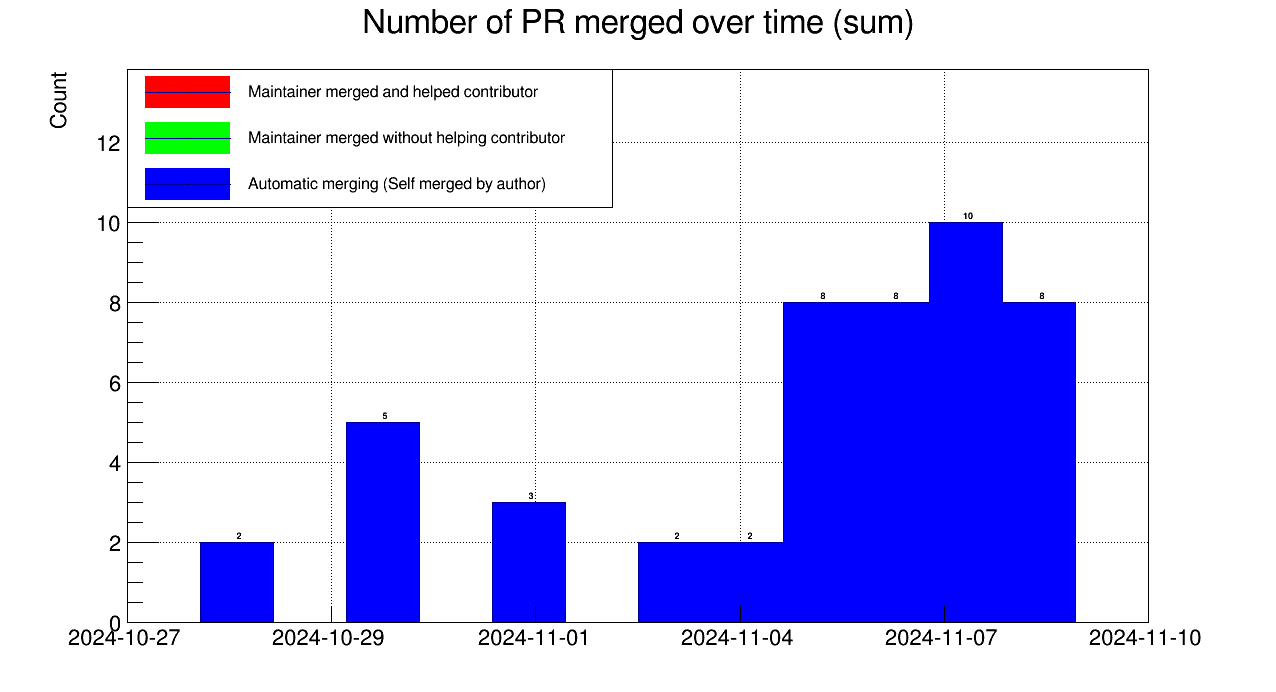 Number of PR merged over time (sum)
Count
Maintainer merged and helped contributor
Maintainer merged without helping contributor
Automatic merging (Self merged by author)
12
10
8
6
4
2
0
2
5
3
2
2
8
8
10
8
2024-10-27 2024-10-29 2024-11-01 2024-11-04 2024-11-07 2024-11-10